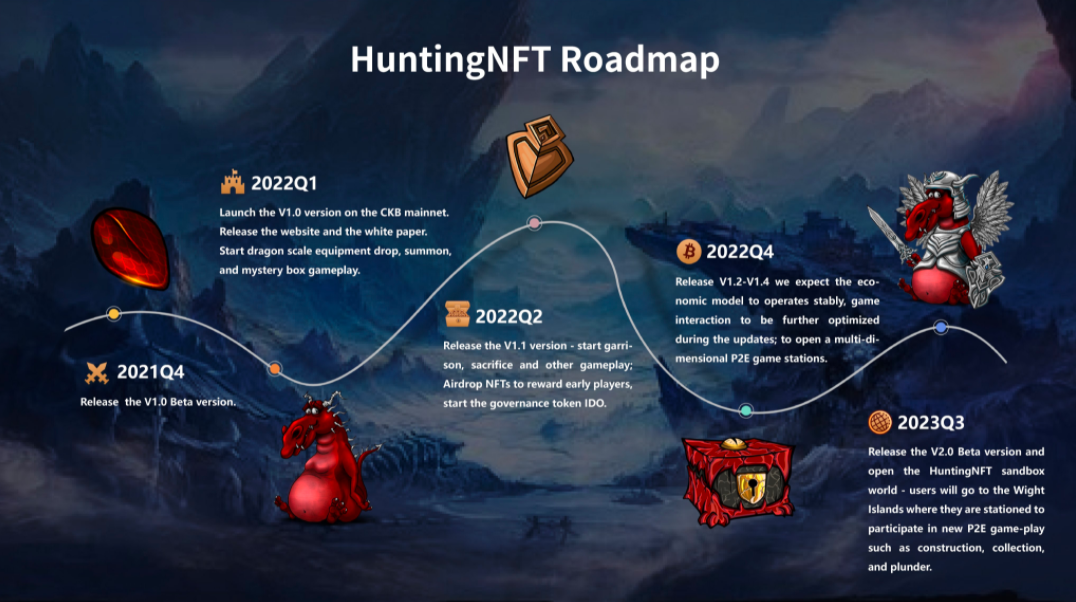 HuntingNFT Roadmap
2022Q1
Launch the V1.0 version on the CKB mainnet.
Release the website and the white paper.
Start dragon scale equipment drop, summon,
and mystery box gameplay.
2021Q4
Release the V1.0 Beta version.
2022Q2
Release the V1.1 version - start garri-
son, sacrifice and other gameplay;
Airdrop NFTs to reward early players,
start the governance token IDO.
2022Q4
Release V1.2-V1.4 we expect the eco-
nomic model to operates stably, game
interaction to be further optimized
during the updates; to open a multi-di-
mensional P2E game stations.
2023Q3
Release the V2.0 Beta version and
open the HuntingNFT sandbox
world - users will go to the Wight
Islands where they are stationed to
participate in new P2E game-play
such as construction, collection,
and plunder.